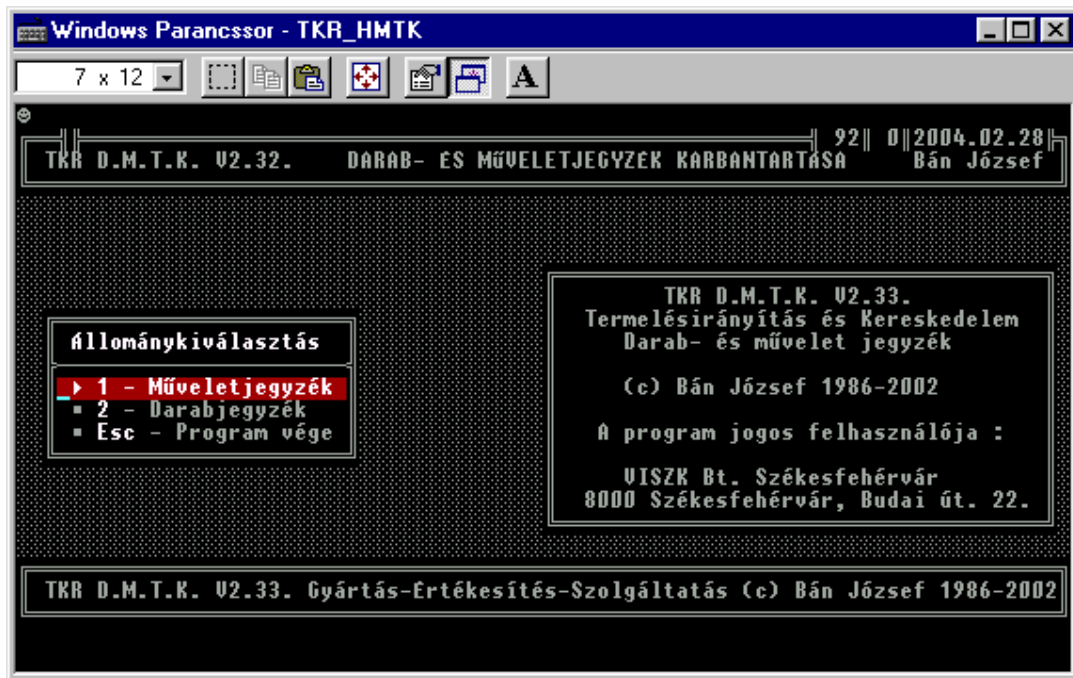 Windows Parancssor - TKR_HMTK
7 x 12
A
92 0 2004.02.28
TKR D.M.T.K. V2.32. DARAB- ÉS MűVELETJEGYZÉK KARBANTARTÁSA Bán József
TKR D.M.T.K. V2.33.
Termelésirányítás és Kereskedelem
Darab- és művelet jegyzék
(c) Bán József 1986-2002
A program jogos felhasználója :
VISZK Bt. Székesfehérvár
8000 Székesfehérvár, Budai út. 22.
Állománykiválasztás
1 - Műveletjegyzék
2 - Darabjegyzék
Esc - Program vége
TKR D.M.T.K. V2.33. Gyártás-Értékesítés-Szolgáltatás (c) Bán József 1986-2002